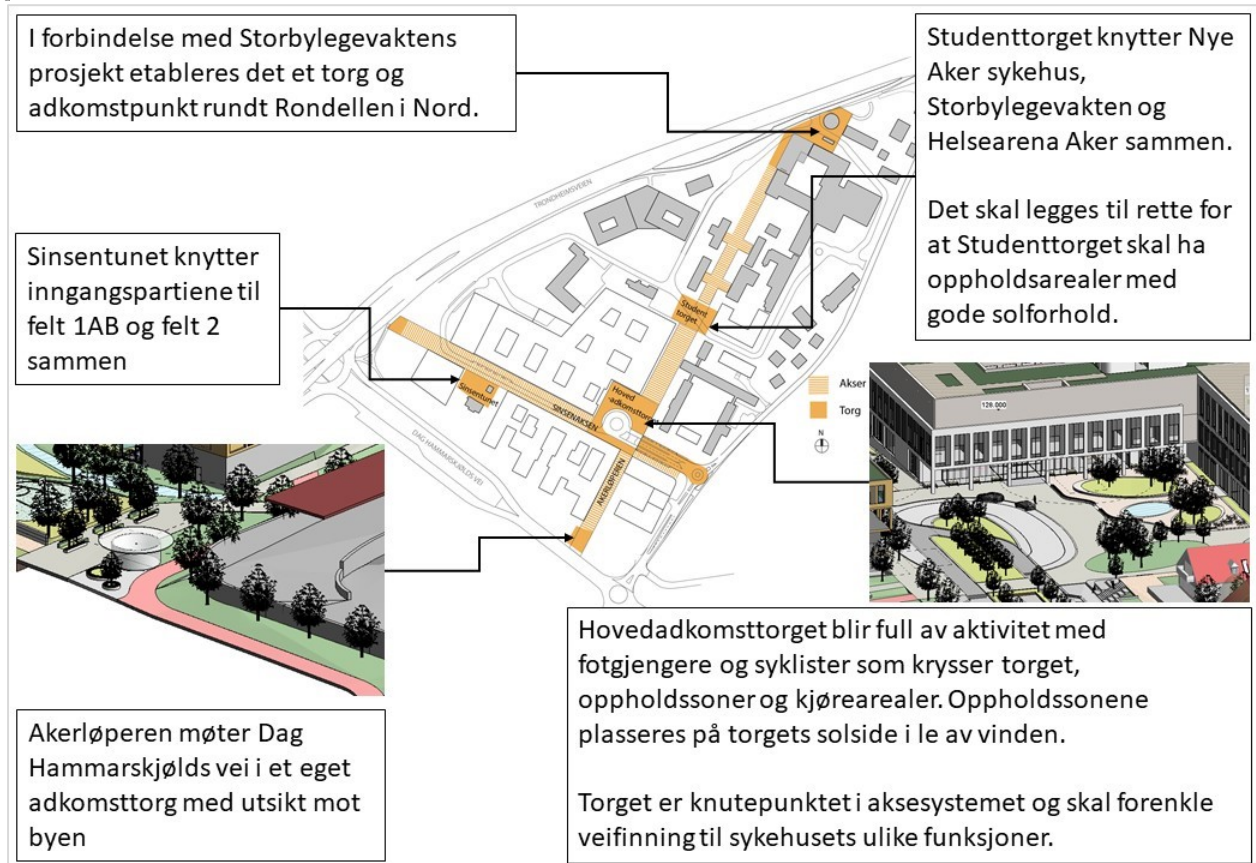 I forbindelse med Storbylegevaktens
prosjekt etableres det et torg og
adkomstpunkt rundt Rondellen i Nord.
Studenttorget knytter Nye
Aker sykehus,
Storbylegevakten og
Helsearena Aker sammen.
Det skal legges til rette for
at Studenttorget skal ha
oppholdsarealer med
gode solforhold.
Sinsentunet knytter
inngangspartiene til
felt 1AB og felt 2
sammen
TRONDHEIMSVEIEN
Student
torget
Hoved
-adkomsttorg
Sinsentunet
SINSENAKSEN
AKERLØPEREN
DAG HAMMARSKJØLDS VEI
Akser
Torg
N
128.000
Akerløperen møter Dag
Hammarskjølds vei i et eget
adkomsttorg med utsikt mot
byen
Hovedadkomsttorget blir full av aktivitet med
fotgjengere og syklister som krysser torget,
oppholdssoner og kjørearealer. Oppholdssonene
plasseres på torgets solside i le av vinden.
Torget er knutepunktet i aksesystemet og skal forenkle
veifinning til sykehusets ulike funksjoner.